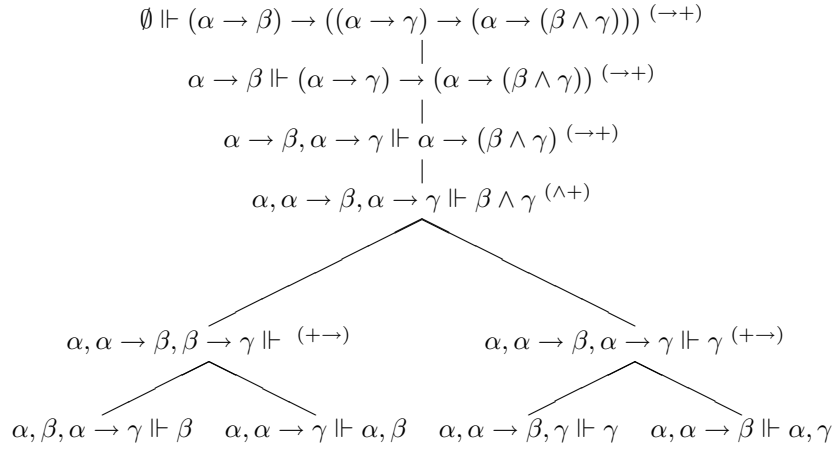 ∅ ⊩ (α → β) → ((α → γ) → (α → (β ∧ γ))) (→+)
α → β ⊩ (α → γ) → (α → (β ∧ γ)) (→+)
α → β, α → γ ⊩ α → (β ∧ γ) (→+)
α, α → β, α → γ ⊩ β ∧ γ (∧+)
α, α → β, β → γ ⊩ (+→) α, α → β, α → γ ⊩ γ (+→)
α, β, α → γ ⊩ β α, α → γ ⊩ α, β α, α → β, γ ⊩ γ α, α → β ⊩ α, γ